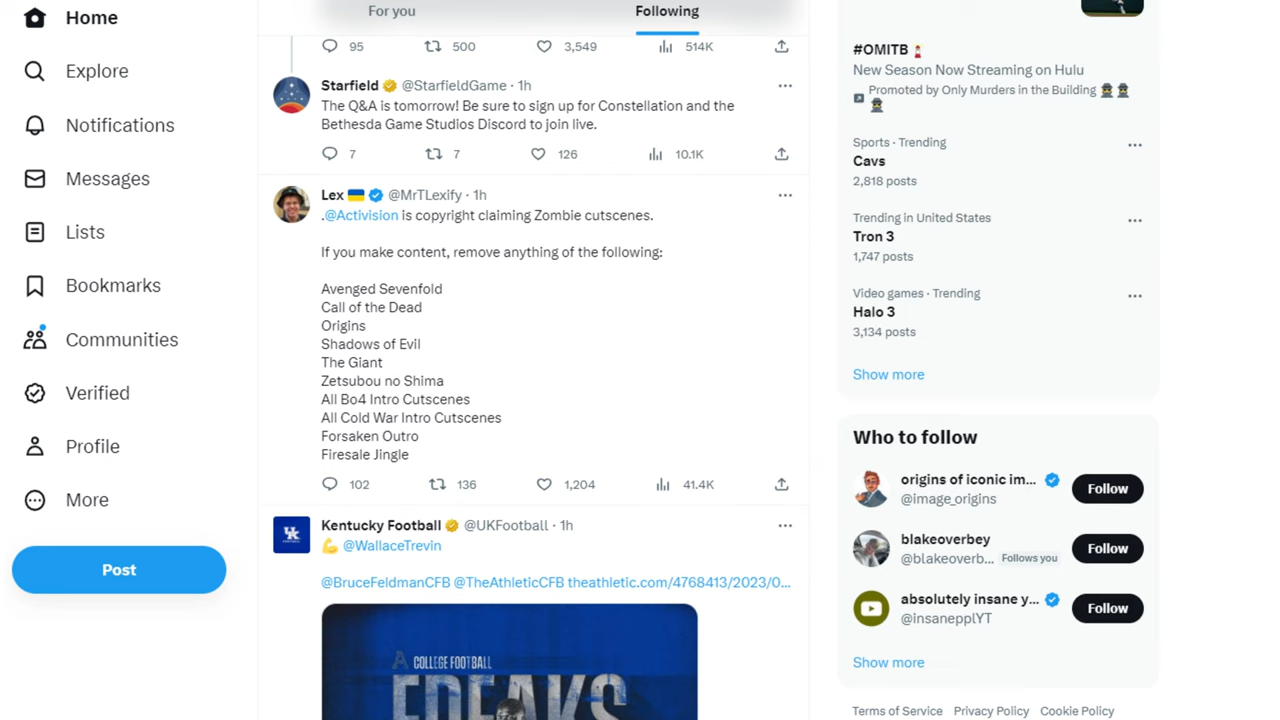 Home
Explore
Notifications
Messages
Lists
Bookmarks
Communities
Verified
Profile
More
Post
For you
Following
95 500 3,549 514K
Starfield @StarfieldGame · 1h
The Q&A is tomorrow! Be sure to sign up for Constellation and the
Bethesda Game Studios Discord to join live.
7 7 126 10.1K
Lex @MrTLexify · 1h
.@Activision is copyright claiming Zombie cutscenes.
If you make content, remove anything of the following:
Avenged Sevenfold
Call of the Dead
Origins
Shadows of Evil
The Giant
Zetsubou no Shima
All Bo4 Intro Cutscenes
All Cold War Intro Cutscenes
Forsaken Outro
Firesale Jingle
102 136 1,204 41.4K
Kentucky Football @UKFootball · 1h
UK
💪 @WallaceTrevin
@BruceFeldmanCFB @TheAthleticCFB theathletic.com/4768413/2023/0...
A COLLEGE FOOTBALL
FREAKS
#OMITB
New Season Now Streaming on Hulu
Promoted by Only Murders in the Building
Sports · Trending
Cavs
2,818 posts
Trending in United States
Tron 3
1,747 posts
Video games · Trending
Halo 3
3,134 posts
Show more
Who to follow
origins of iconic im...
@image_origins
Follow
blakeoverbey
@blakeoverb... Follows you
Follow
absolutely insane y...
@insanepplYT
Follow
Show more
Terms of Service Privacy Policy Cookie Policy